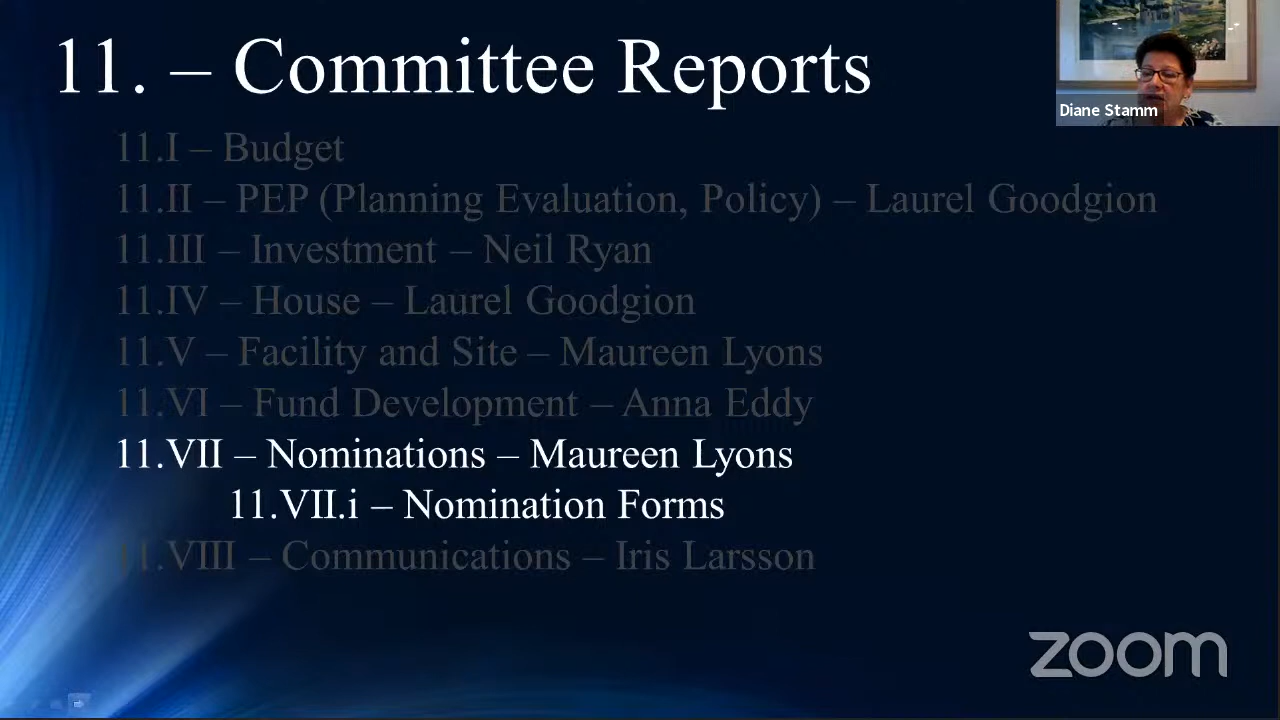 11. – Committee Reports
Diane Stamm
11.I – Budget
11.II – PEP (Planning Evaluation, Policy) – Laurel Goodgion
11.III – Investment – Neil Ryan
11.IV – House – Laurel Goodgion
11.V – Facility and Site – Maureen Lyons
11.VI – Fund Development – Anna Eddy
11.VII – Nominations – Maureen Lyons
11.VII.i – Nomination Forms
11.VIII – Communications – Iris Larsson
zoom